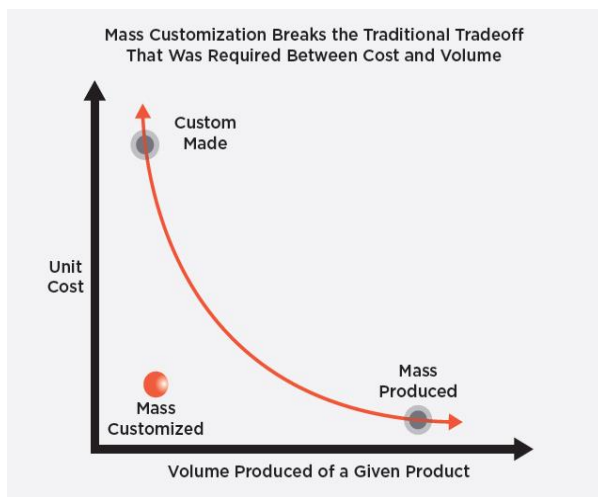 Mass Customization Breaks the Traditional Tradeoff
That Was Required Between Cost and Volume
Custom
Made
Unit
Cost
Mass
Produced
Mass
Customized
Volume Produced of a Given Product